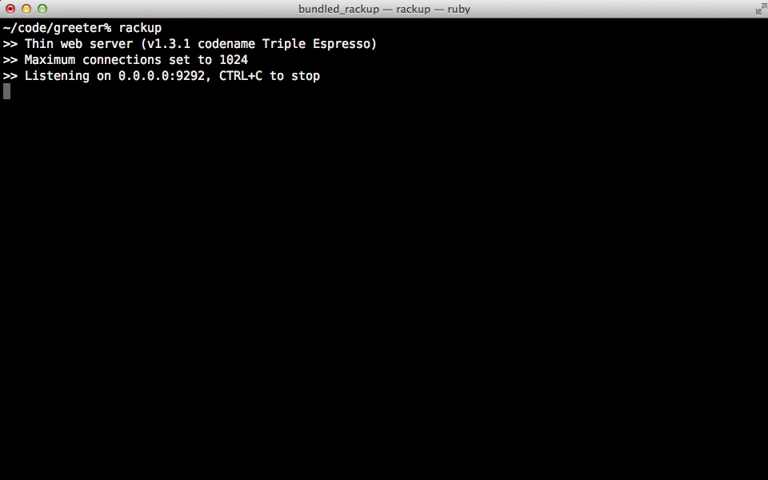 bundled_rackup — rackup — ruby
~/code/greeter% rackup
>> Thin web server (v1.3.1 codename Triple Espresso)
>> Maximum connections set to 1024
>> Listening on 0.0.0.0:9292, CTRL+C to stop